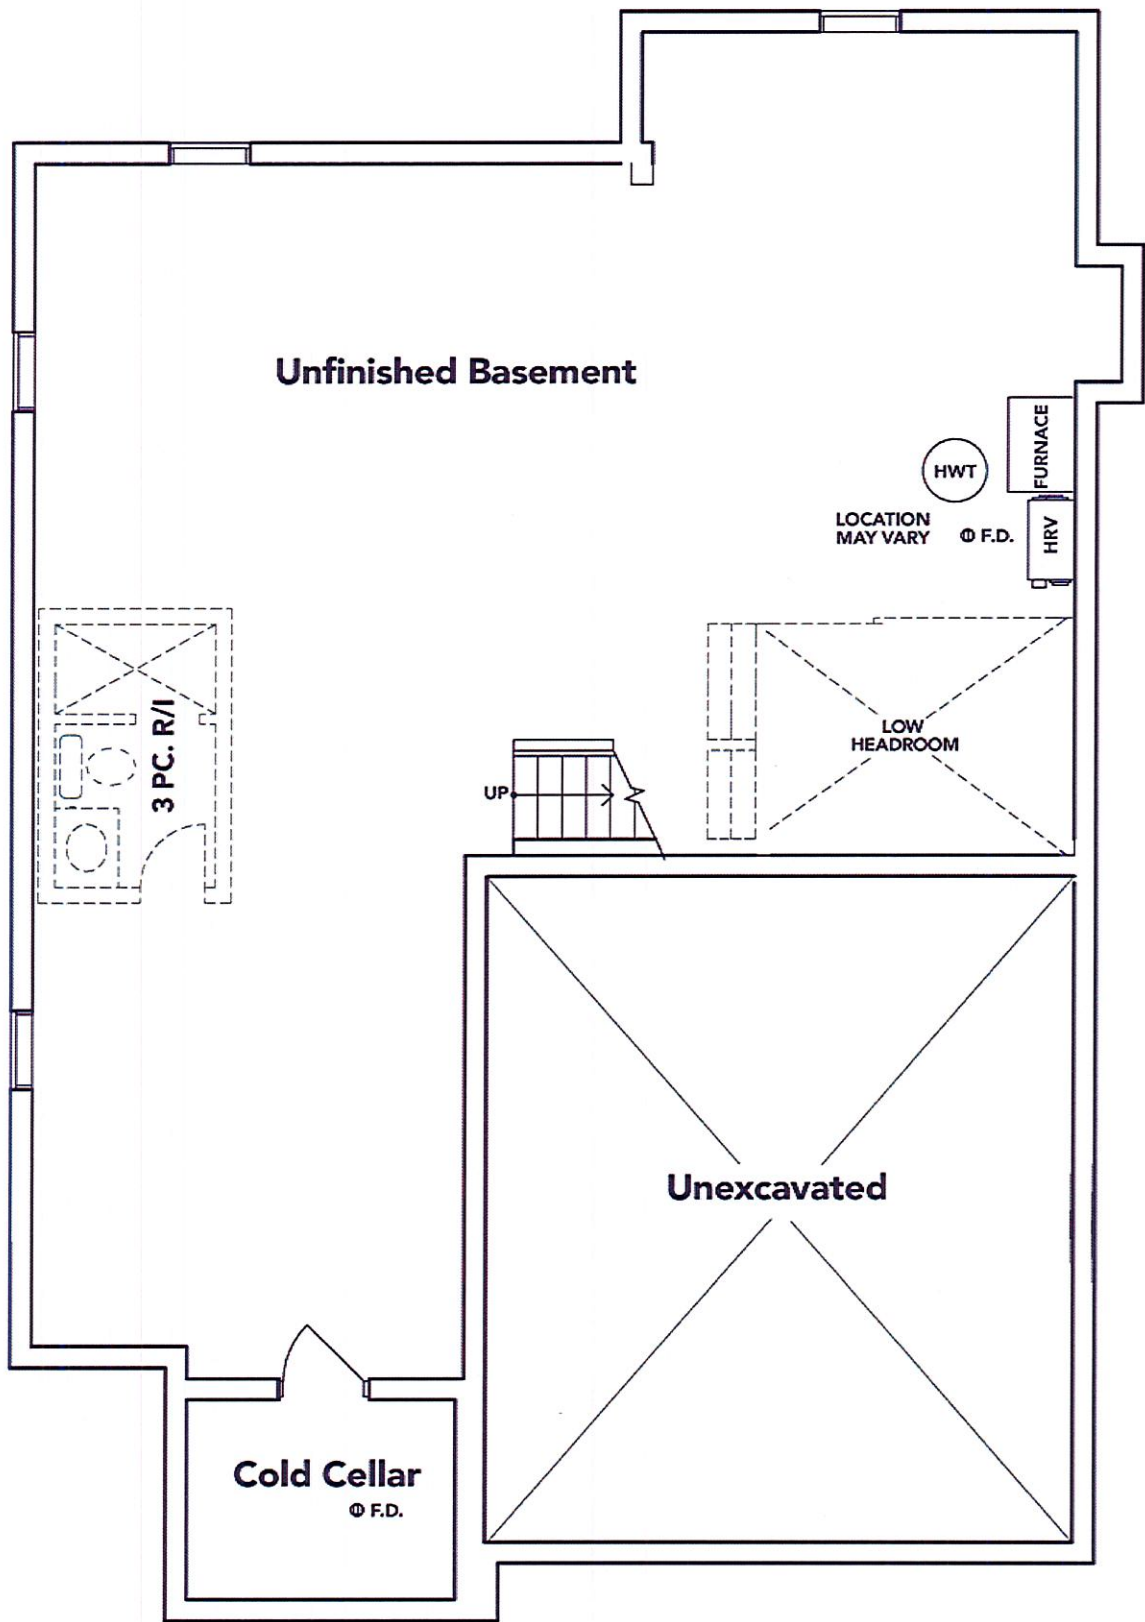 Unfinished Basement
FURNACE
HWT
LOCATION
MAY VARY
F.D.
HRV
3 PC. R/I
LOW
HEADROOM
UP
Unexcavated
Cold Cellar
F.D.